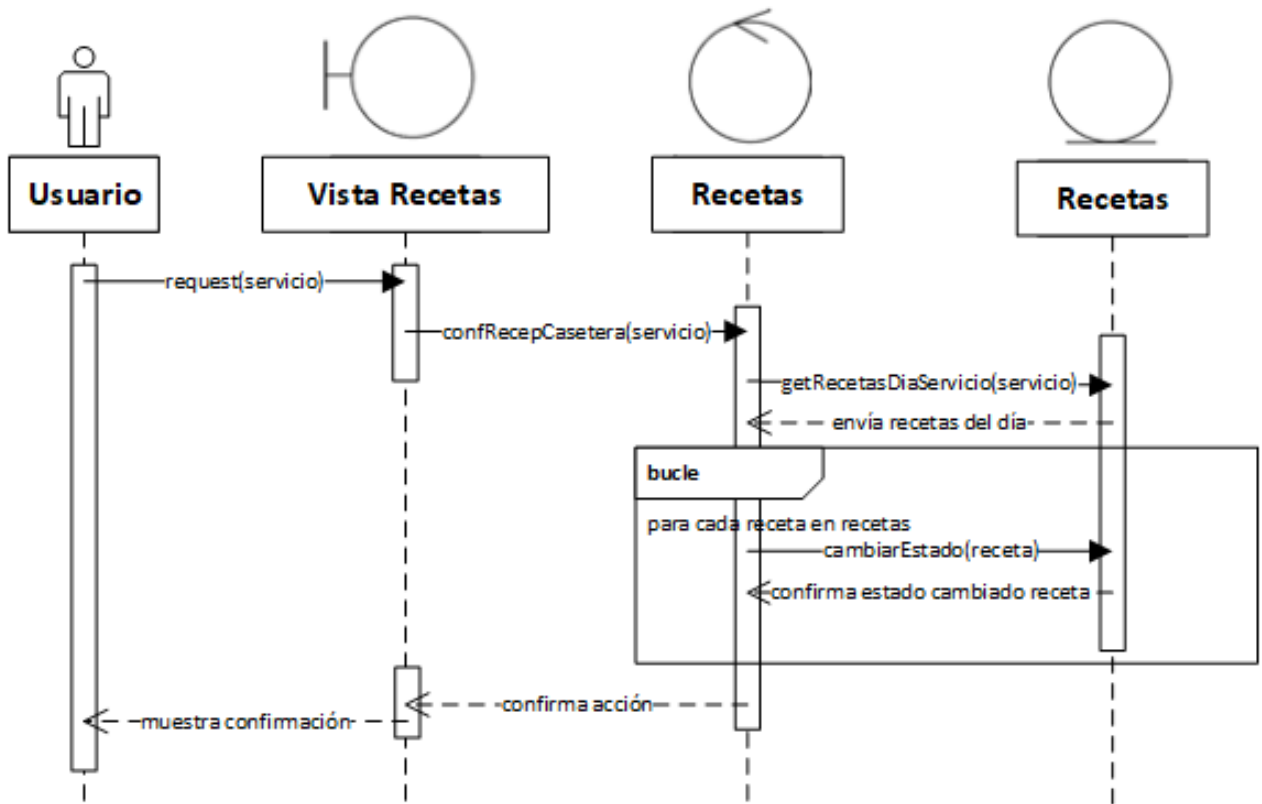 Usuario
Vista Recetas
Recetas
Recetas
request(servicio)
confRecepCasetera(servicio)
getRecetasDiaServicio(servicio)
envía recetas del día
bucle
para cada receta en recetas
cambiarEstado(receta)
confirma estado cambiado receta
confirma acción
muestra confirmación